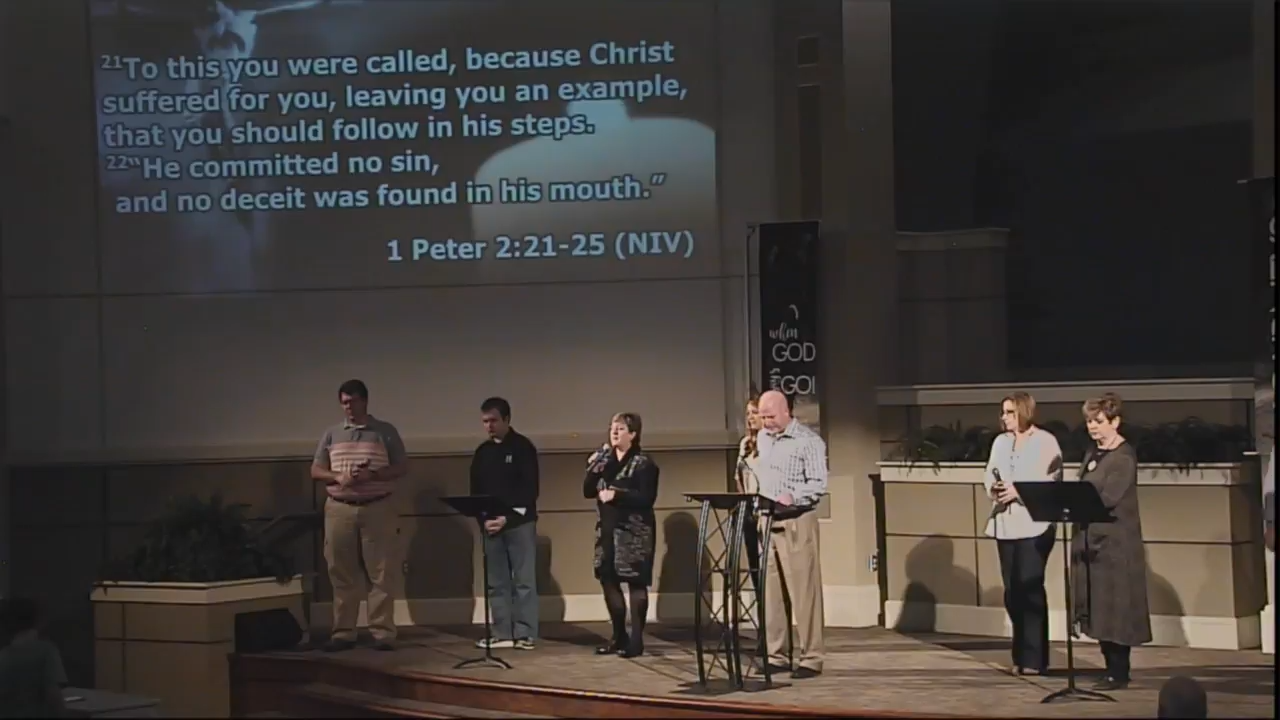 ²¹To this you were called, because Christ
suffered for you, leaving you an example,
that you should follow in his steps.
²²“He committed no sin,
and no deceit was found in his mouth.”
1 Peter 2:21-25 (NIV)
when
GOD
GOI